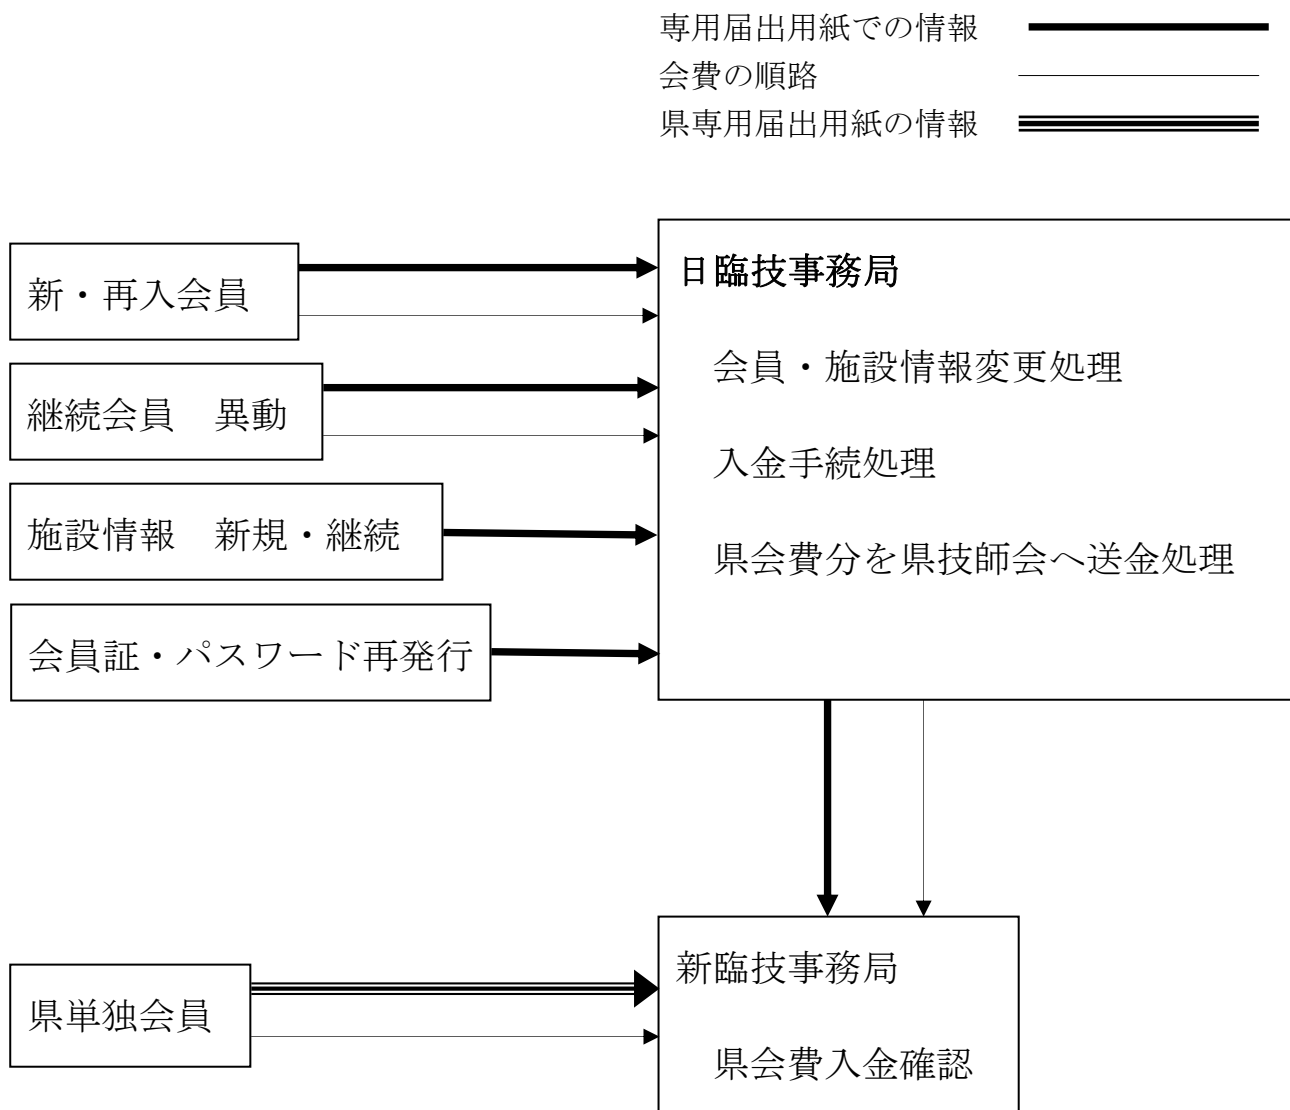 専用届出用紙での情報
会費の順路
県専用届出用紙の情報
新・再入会員
継続会員　異動
施設情報　新規・継続
会員証・パスワード再発行
日臨技事務局
会員・施設情報変更処理
入金手続処理
県会費分を県技師会へ送金処理
県単独会員
新臨技事務局
県会費入金確認